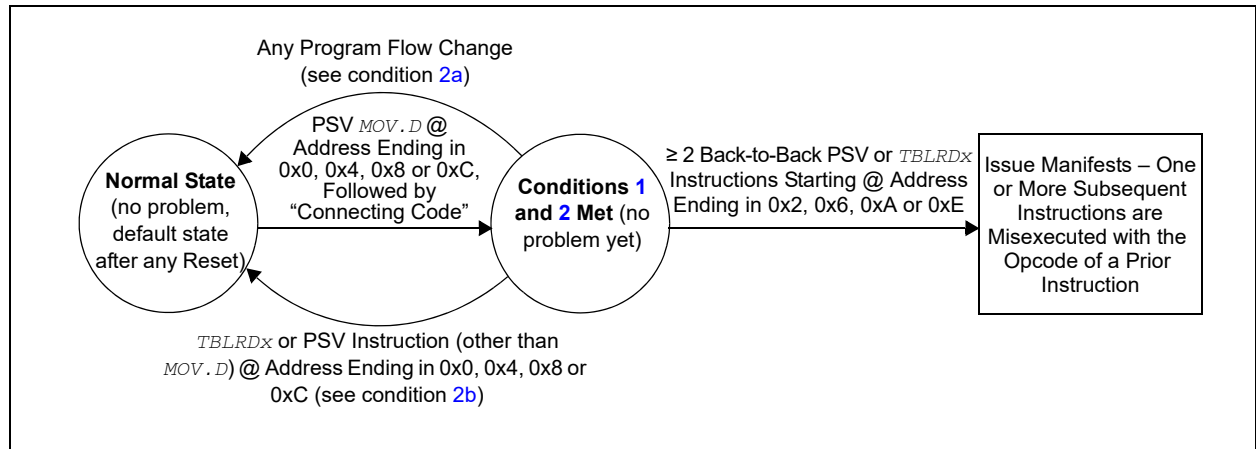 Any Program Flow Change
(see condition 2a)
PSV MOV.D @
Address Ending in
0x0, 0x4, 0x8 or 0xC,
Followed by
“Connecting Code”
Normal State
(no problem,
default state
after any Reset)
Conditions 1
and 2 Met (no
problem yet)
≥ 2 Back-to-Back PSV or TBLRDx
Instructions Starting @ Address
Ending in 0x2, 0x6, 0xA or 0xE
Issue Manifests – One
or More Subsequent
Instructions are
Misexecuted with the
Opcode of a Prior
Instruction
TBLRDx or PSV Instruction (other than
MOV.D) @ Address Ending in 0x0, 0x4, 0x8 or
0xC (see condition 2b)